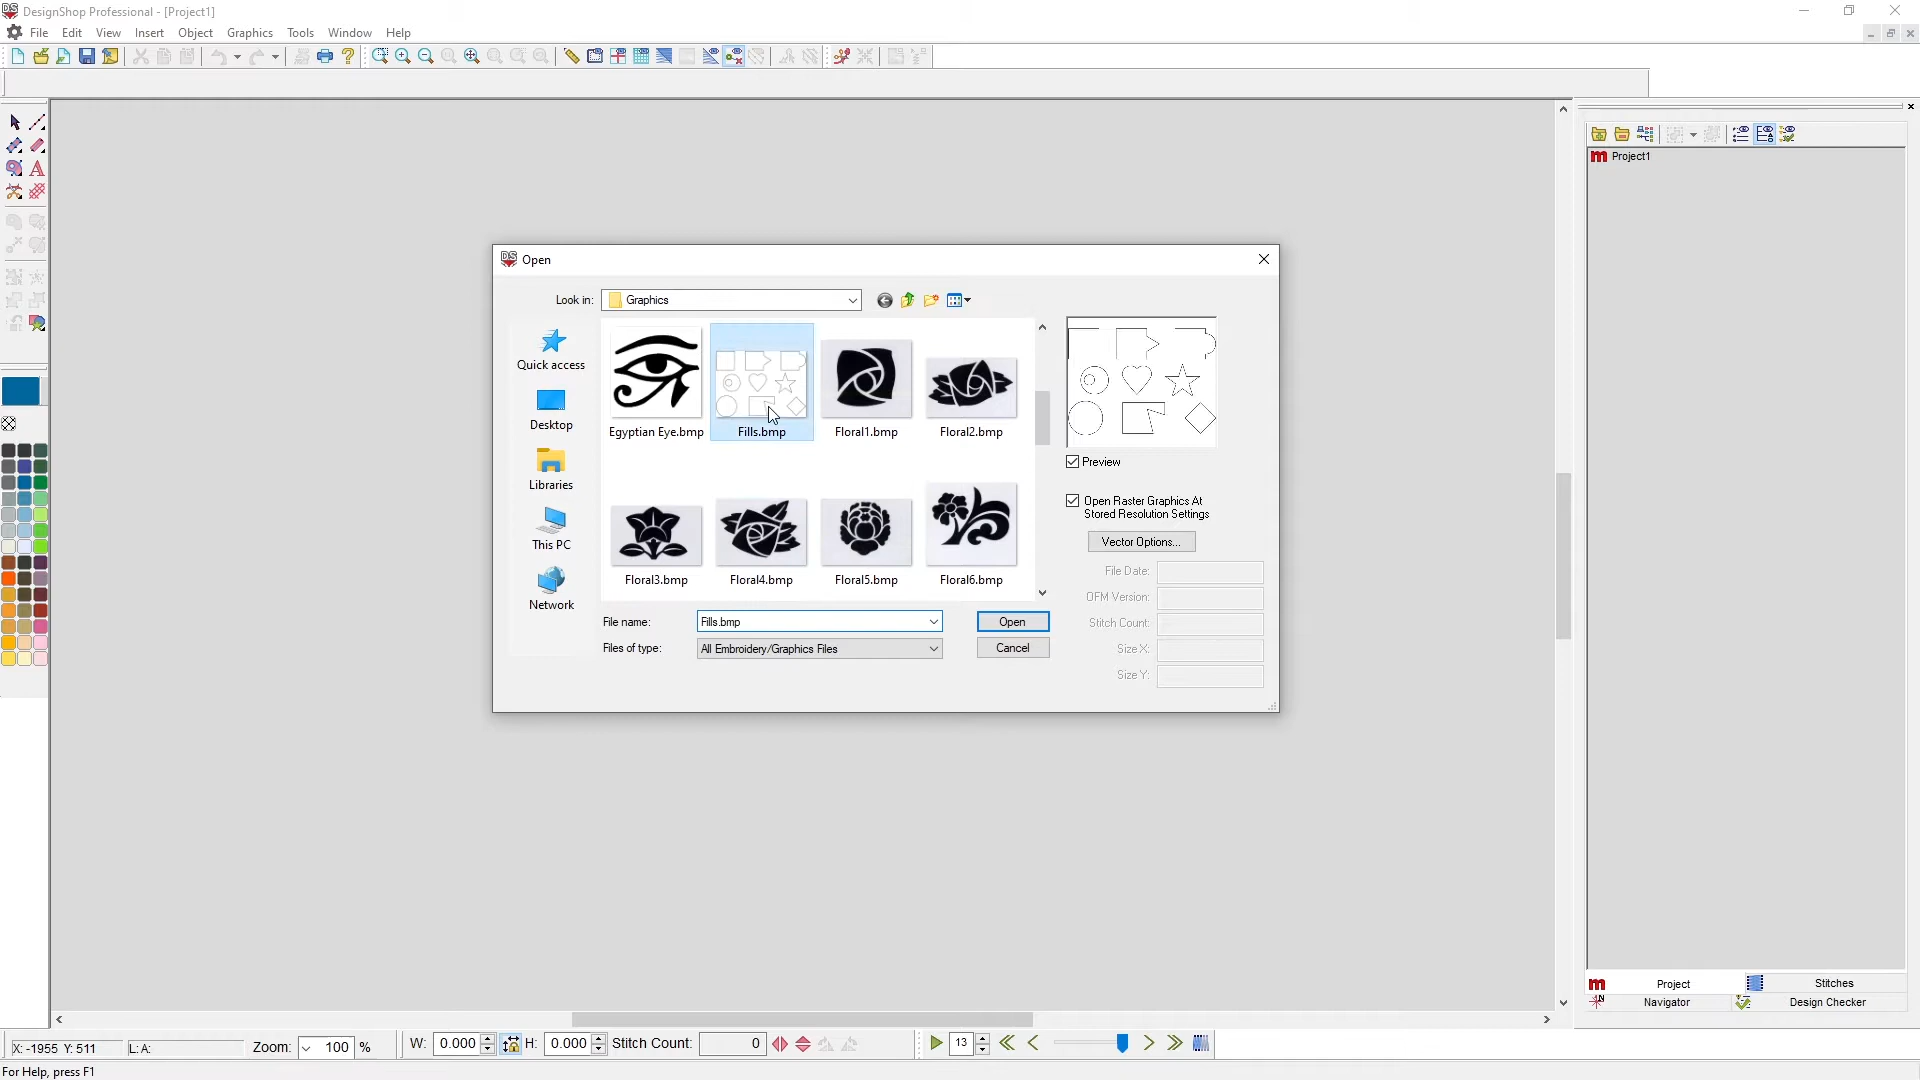 DesignShop Professional - [Project1]
File Edit View Insert Object Graphics Tools Window Help
Project1
Open
Look in: Graphics
Quick access
Desktop
Libraries
This PC
Network
Egyptian Eye.bmp Fills.bmp Floral1.bmp Floral2.bmp
Floral3.bmp Floral4.bmp Floral5.bmp Floral6.bmp
File name: Fills.bmp Open
Files of type: All Embroidery/Graphics Files Cancel
Preview
Open Raster Graphics At
Stored Resolution Settings
Vector Options...
File Date:
OFM Version:
Stitch Count:
Size X:
Size Y:
Project Stitches
Navigator Design Checker
X: -1955 Y: 511 L: A: Zoom: 100 % W: 0.000 H: 0.000 Stitch Count: 0 13
For Help, press F1